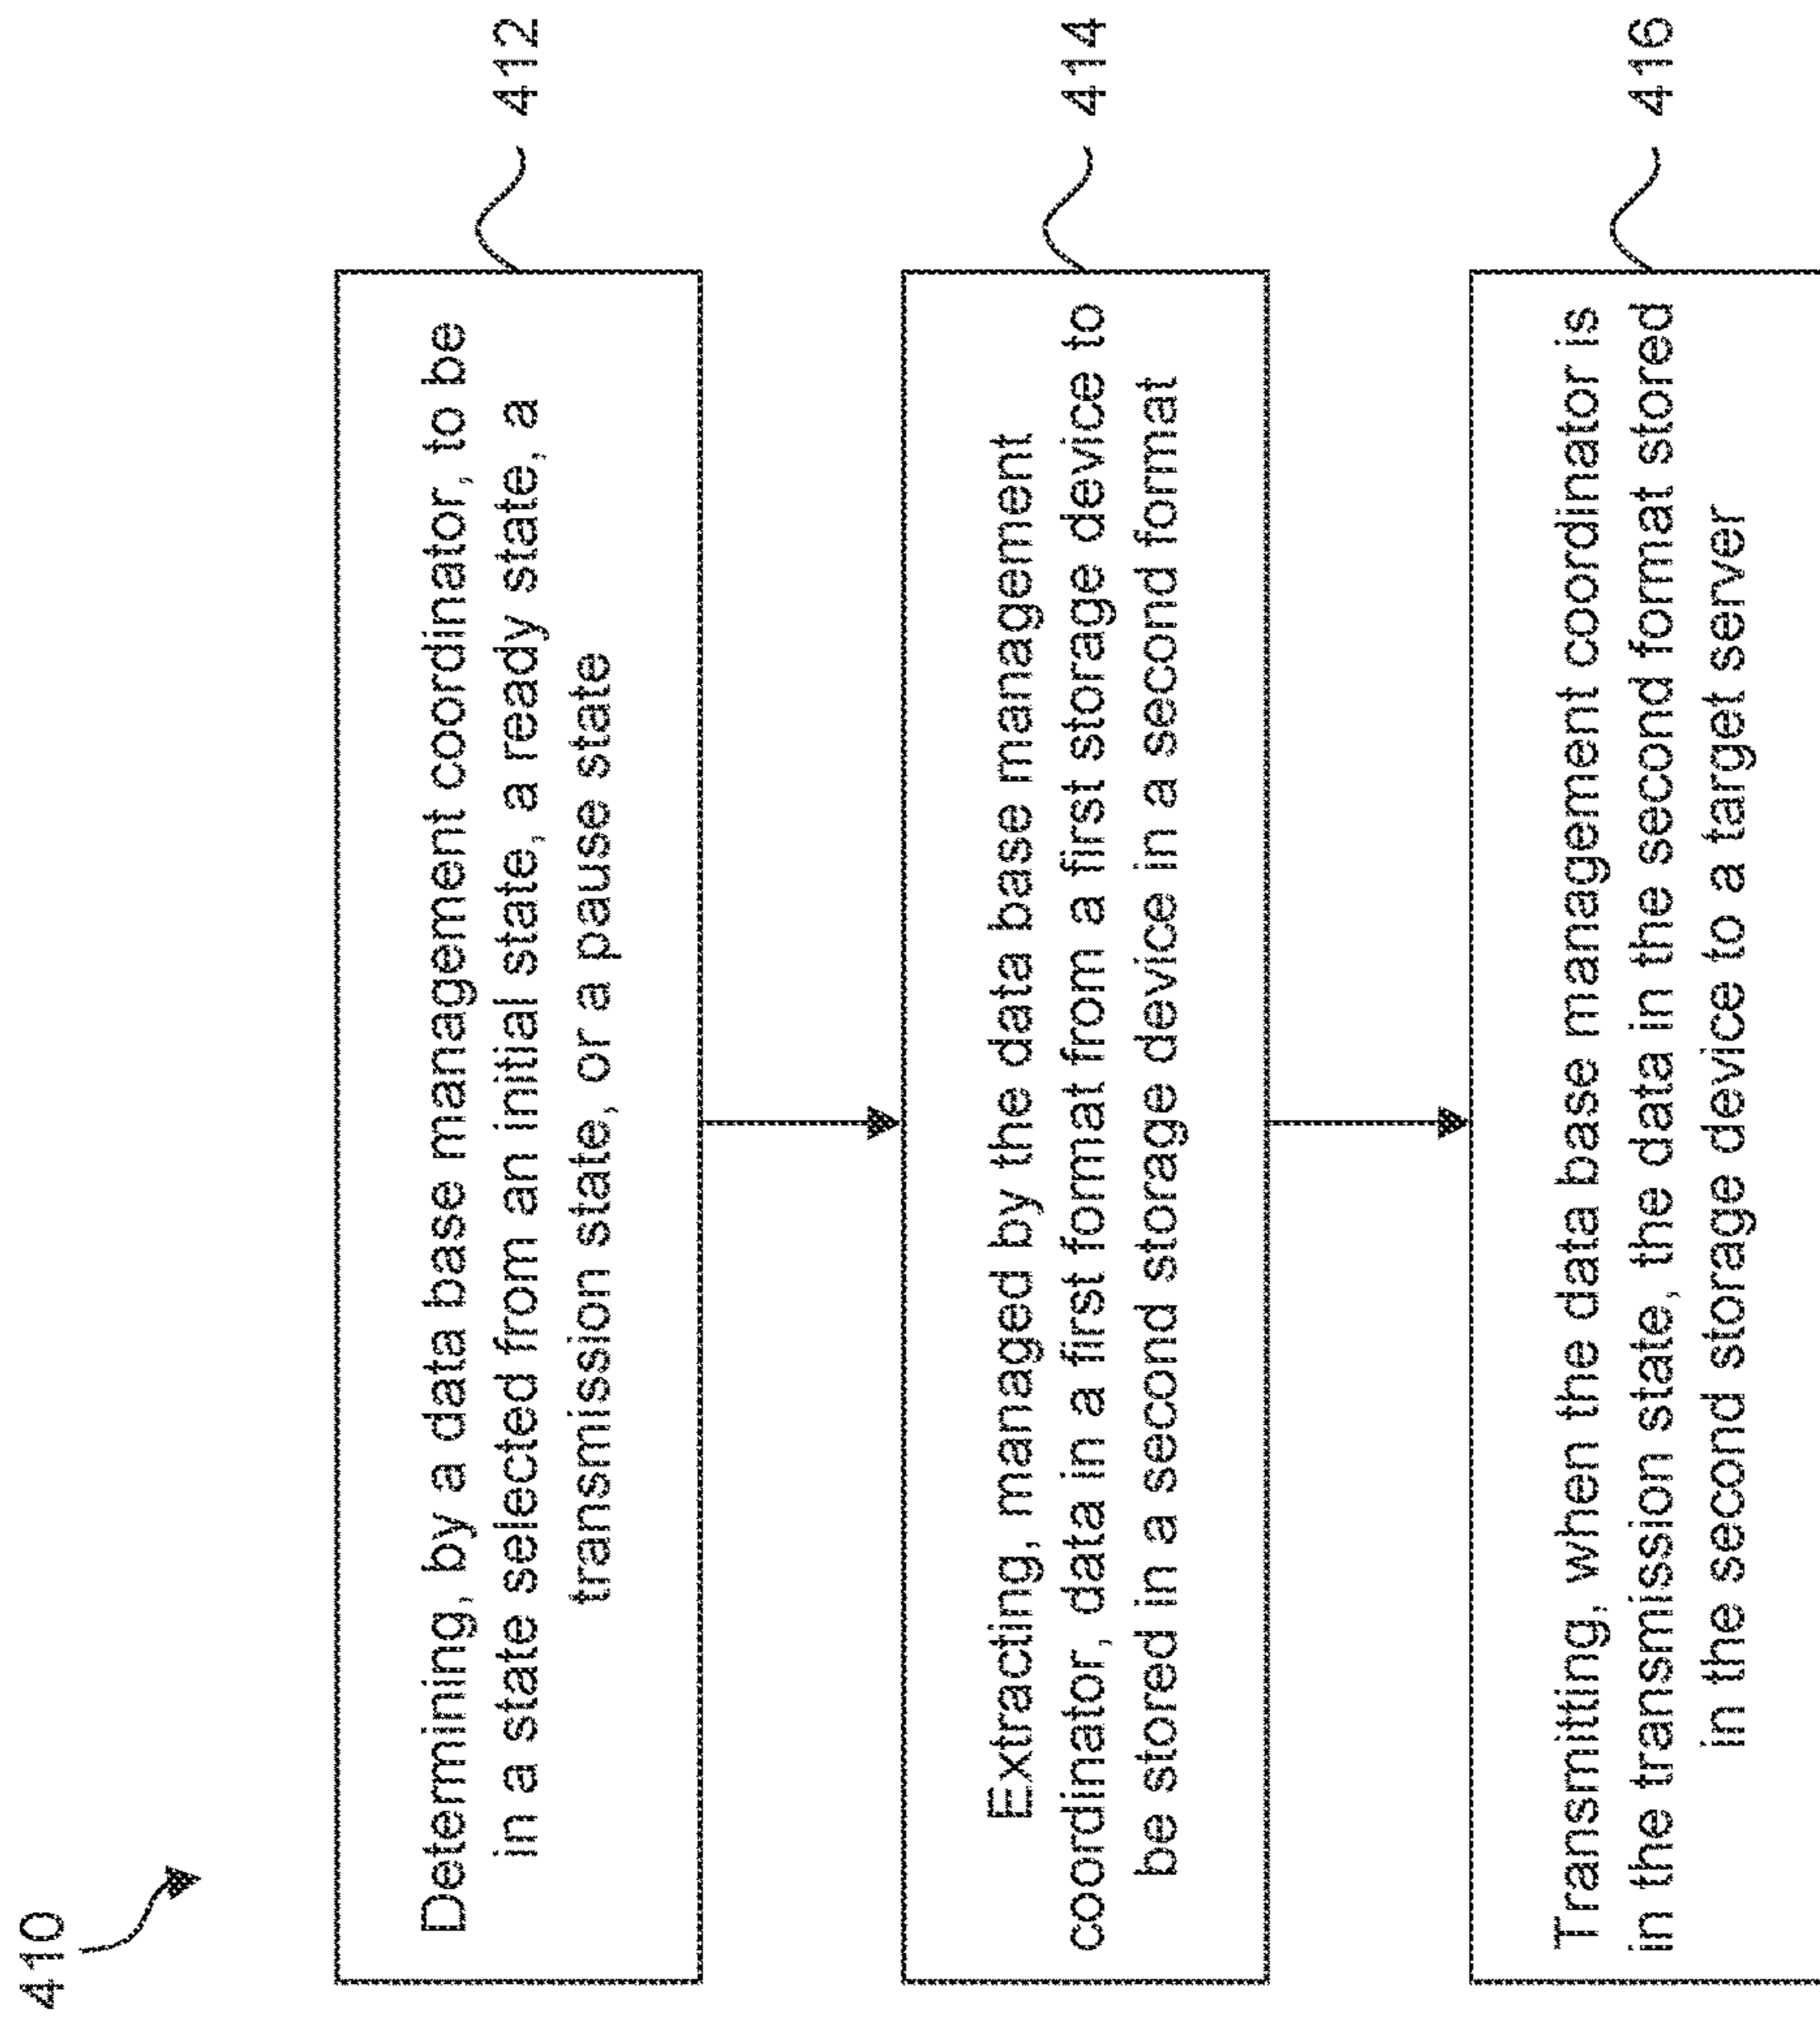 410
Determining, by a data base management coordinator, to be
in a state selected from an initial state, a ready state, a
transmission state, or a pause state
412
Extracting, managed by the data base management
coordinator, data in a first format from a first storage device to
be stored in a second storage device in a second format
414
Transmitting, when the data base management coordinator is
in the transmission state, the data in the second format stored
in the second storage device to a target server
416